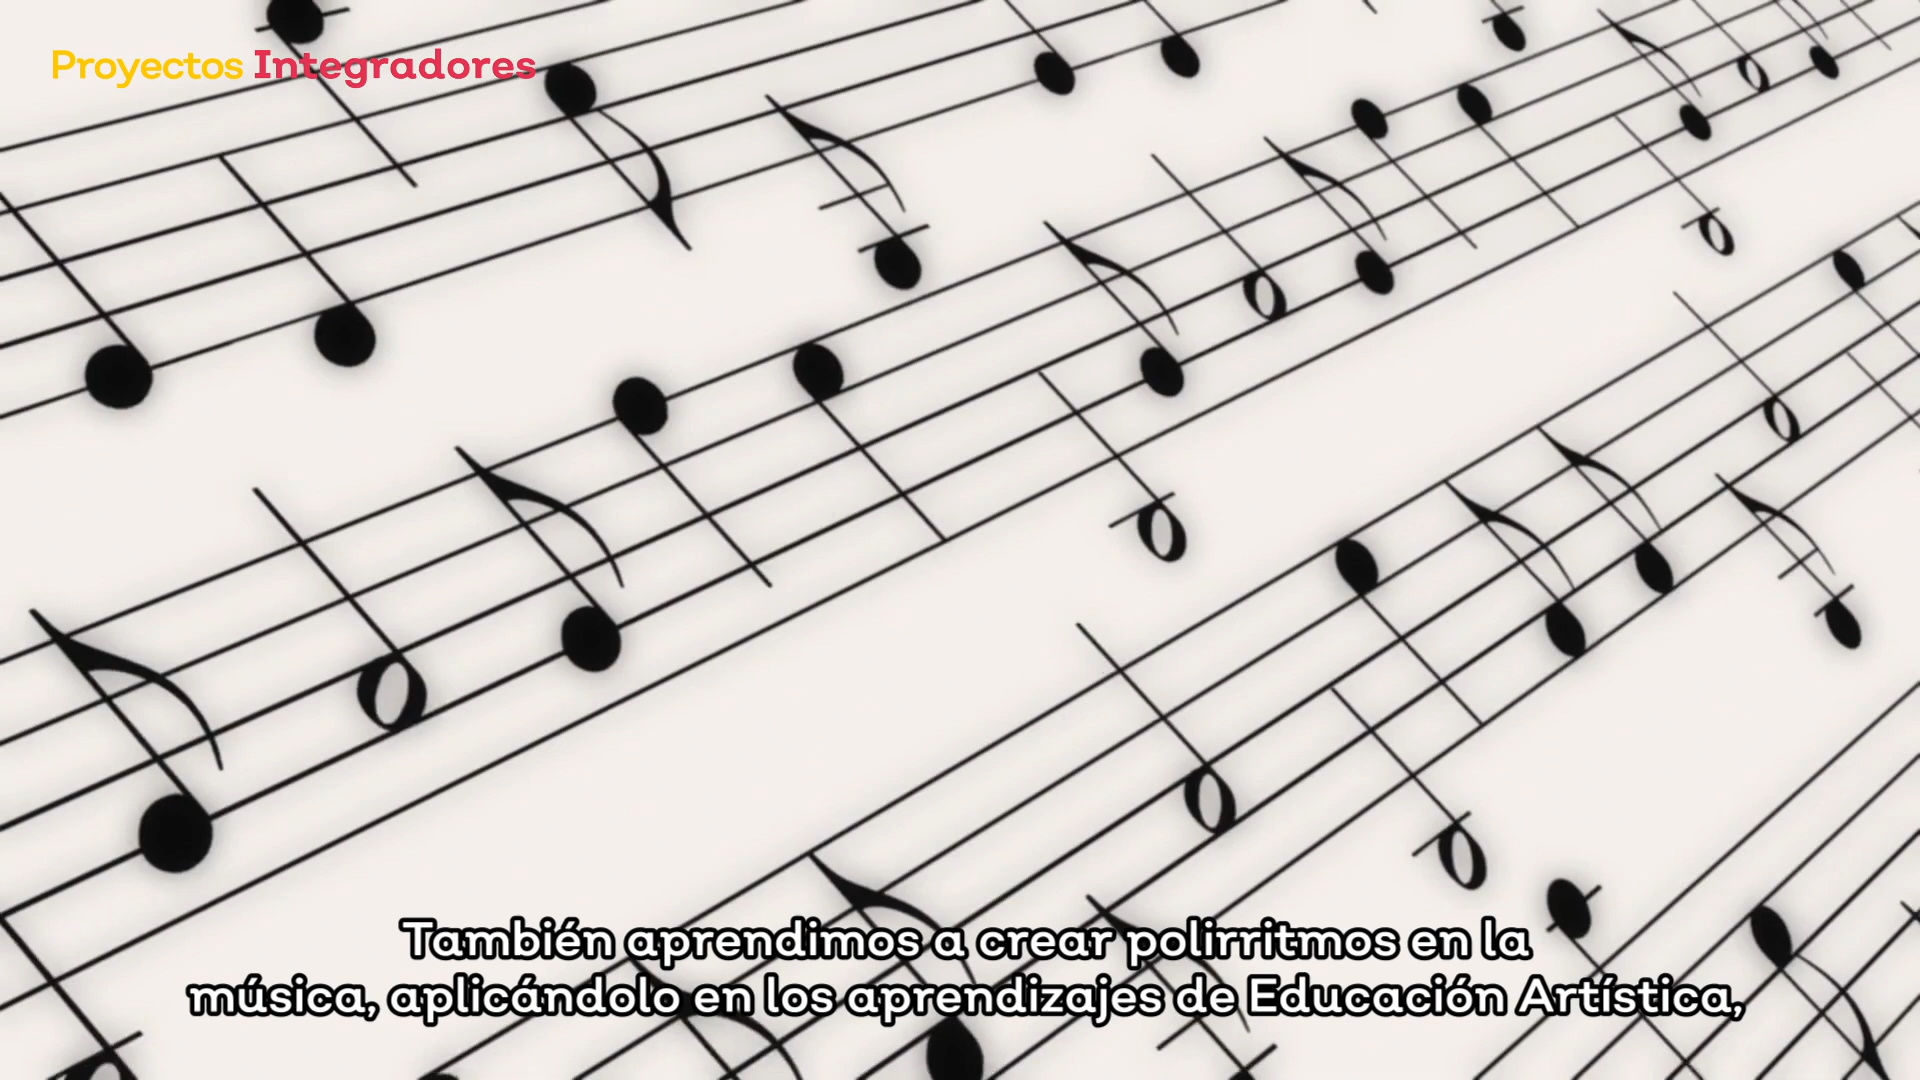 Proyectos Integradores
También aprendimos a crear polirritmos en la
música, aplicándolo en los aprendizajes de Educación Artística,